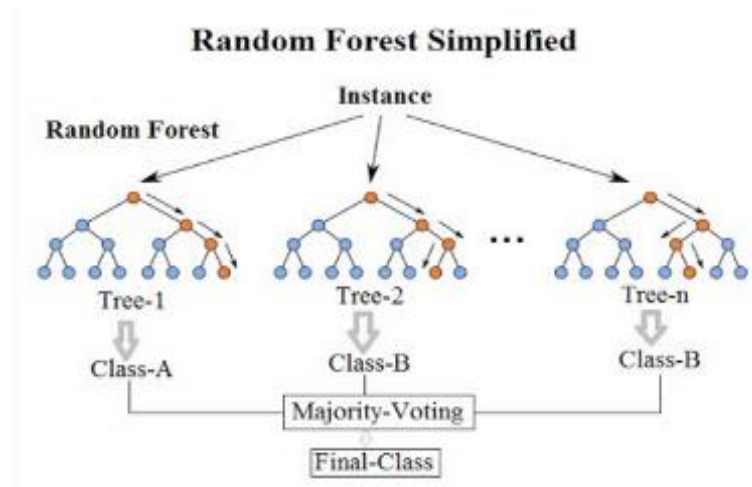 Random Forest Simplified
Instance
Random Forest
...
Tree-1
Tree-2
Tree-n
Class-A
Class-B
Class-B
Majority-Voting
Final-Class